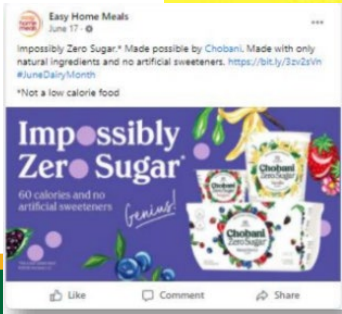 Easy Home Meals
June 17
Impossibly Zero Sugar.* Made possible by Chobani. Made with only
natural ingredients and no artificial sweeteners. https://bit.ly/3zv2sVn
#JuneDairyMonth
*Not a low calorie food
Impossibly
Zero Sugar*
60 calories and no
artificial sweeteners
Genius!
Chobani
Chobani
Zero Sugar
Chobani
Zero Sugar
Like
Comment
Share